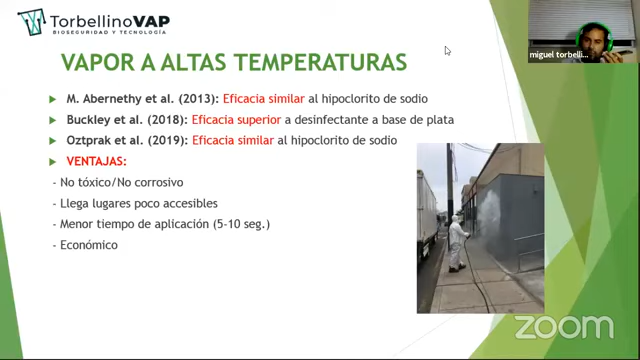 TorbellinoVAP
BIOSEGURIDAD Y TECNOLOGÍA
miguel torbelli...
VAPOR A ALTAS TEMPERATURAS
M. Abernethy et al. (2013): Eficacia similar al hipoclorito de sodio
Buckley et al. (2018): Eficacia superior a desinfectante a base de plata
Oztprak et al. (2019): Eficacia similar al hipoclorito de sodio
VENTAJAS:
- No tóxico/No corrosivo
- Llega lugares poco accesibles
- Menor tiempo de aplicación (5-10 seg.)
- Económico
zoom